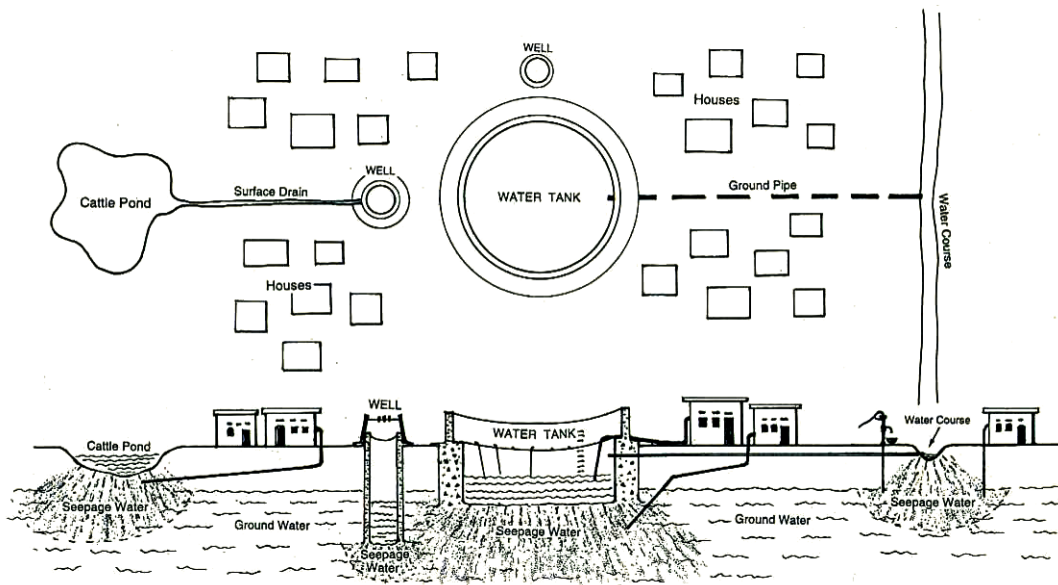 WELL
Houses
WELL
Surface Drain
Cattle Pond
WATER TANK
Ground Pipe
Water Course
Houses
WELL
Water Course
Cattle Pond
WATER TANK
Seepage Water
Seepage Water
Ground Water
Seepage Water
Ground Water
Seepage Water